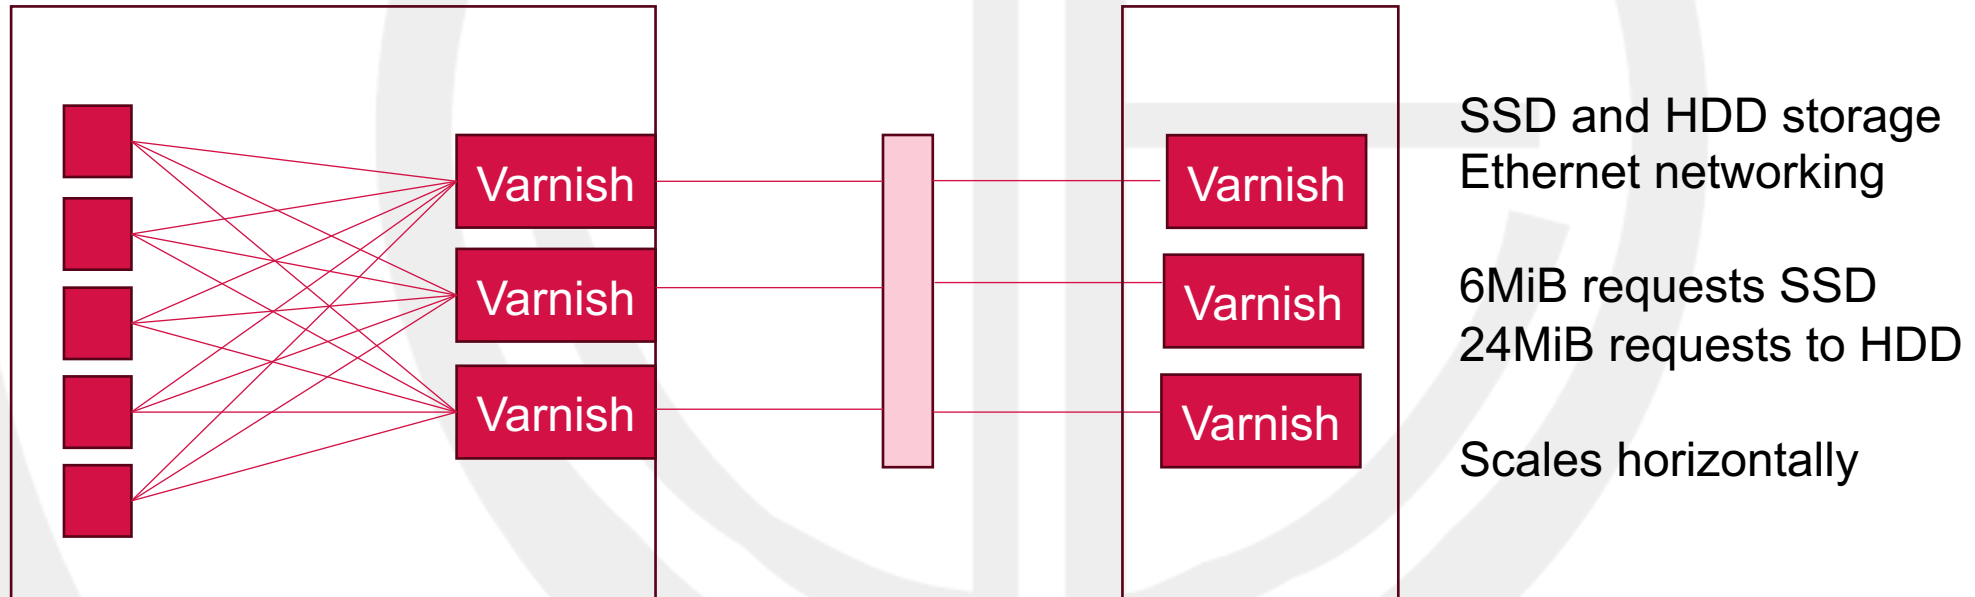 Varnish
Varnish
Varnish
Varnish
Varnish
Varnish
SSD and HDD storage
Ethernet networking
6MiB requests SSD
24MiB requests to HDD
Scales horizontally